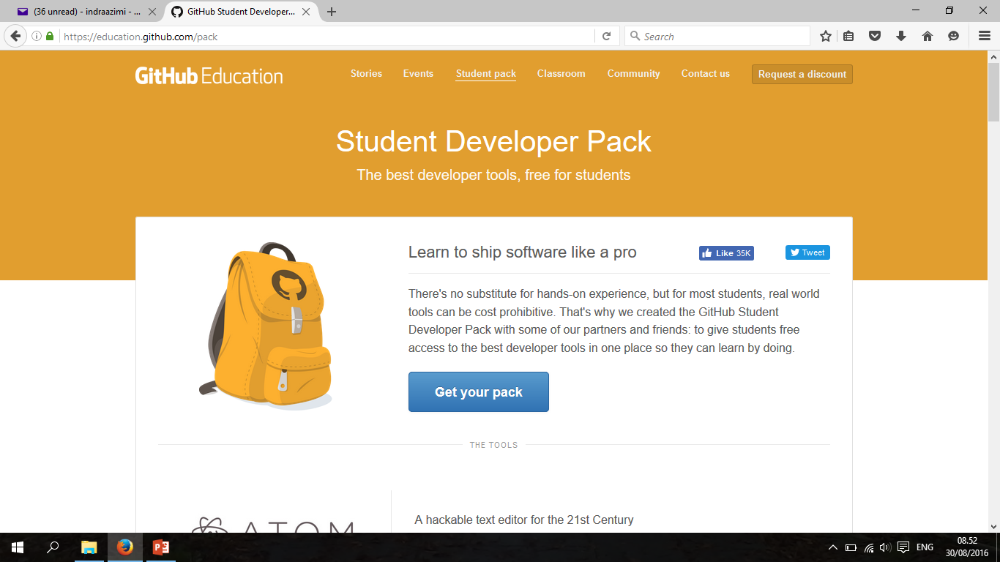 (36 unread) - indraazimi - ...
GitHub Student Developer...
https://education.github.com/pack
Search
GitHub Education
Stories Events Student pack Classroom Community Contact us Request a discount
Student Developer Pack
The best developer tools, free for students
Learn to ship software like a pro
Like 35K
Tweet
There's no substitute for hands-on experience, but for most students, real world
tools can be cost prohibitive. That's why we created the GitHub Student
Developer Pack with some of our partners and friends: to give students free
access to the best developer tools in one place so they can learn by doing.
Get your pack
THE TOOLS
ATOM
A hackable text editor for the 21st Century
ENG
08.52
30/08/2016